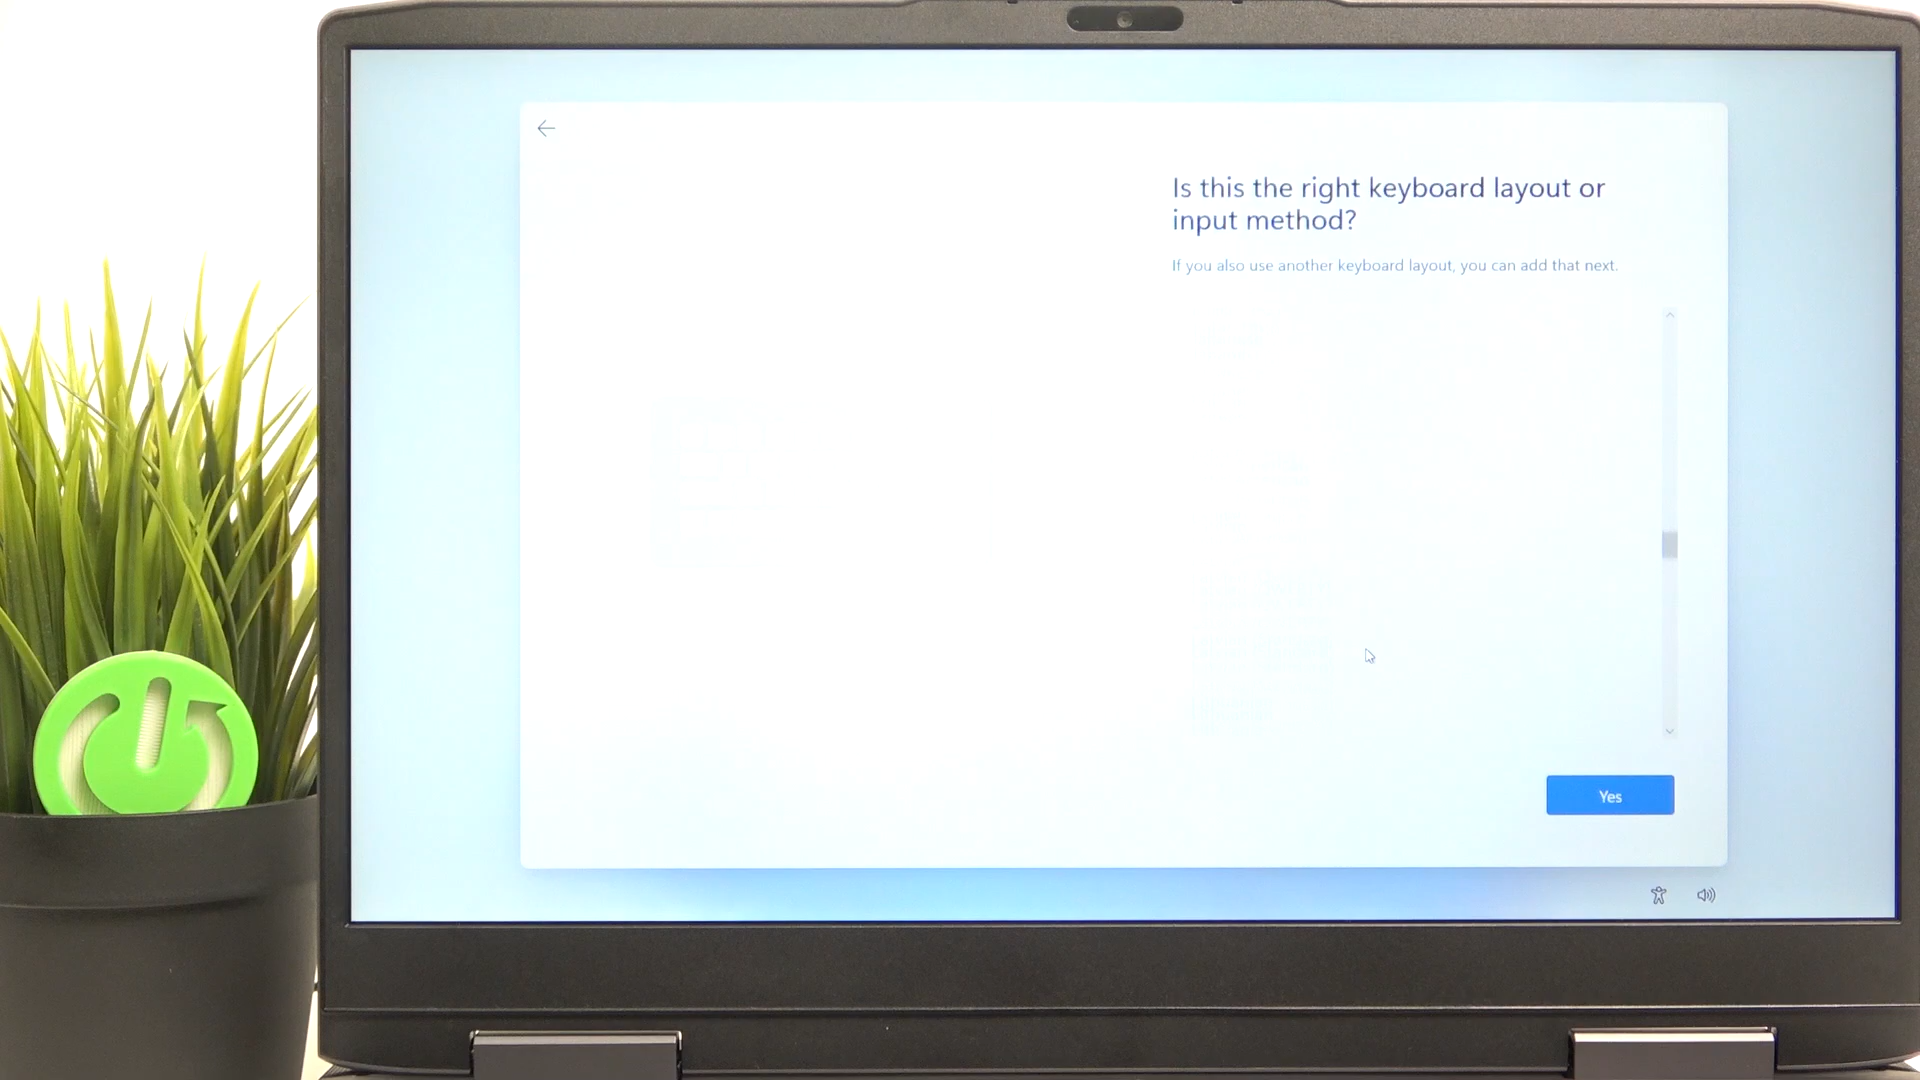 Is this the right keyboard layout or
input method?
If you also use another keyboard layout, you can add that next.
Yes